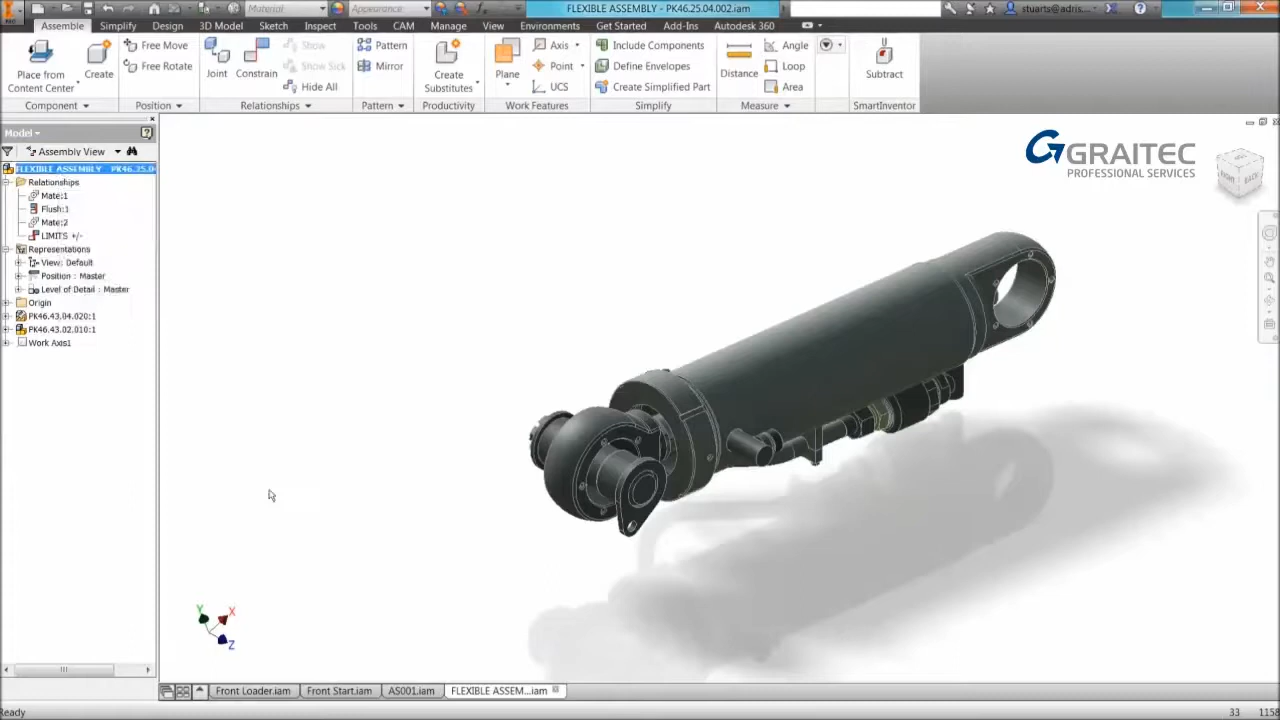 Material
Appearance
FLEXIBLE ASSEMBLY - PK46.25.04.002.iam
stuarts@adris...
Assemble Simplify Design 3D Model Sketch Inspect Tools CAM Manage View Environments Get Started Add-Ins Autodesk 360
Place from
Content Center
Create
Free Move
Free Rotate
Joint
Constrain
Show
Show Sick
Hide All
Pattern
Mirror
Create
Substitutes
Plane
Axis
Point
UCS
Include Components
Define Envelopes
Create Simplified Part
Distance
Angle
Loop
Area
Subtract
Component Position Relationships Pattern Productivity Work Features Simplify Measure SmartInventor
Model
Assembly View
FLEXIBLE ASSEMBLY - PK46.25.0
Relationships
Mate:1
Flush:1
Mate:2
LIMITS +/-
Representations
View: Default
Position : Master
Level of Detail : Master
Origin
PK46.43.04.020:1
PK46.43.02.010:1
Work Axis1
GRAITEC
PROFESSIONAL SERVICES
BACK
Y
X
Z
Front Loader.iam Front Start.iam AS001.iam FLEXIBLE ASSEM...iam
Ready
33 1158